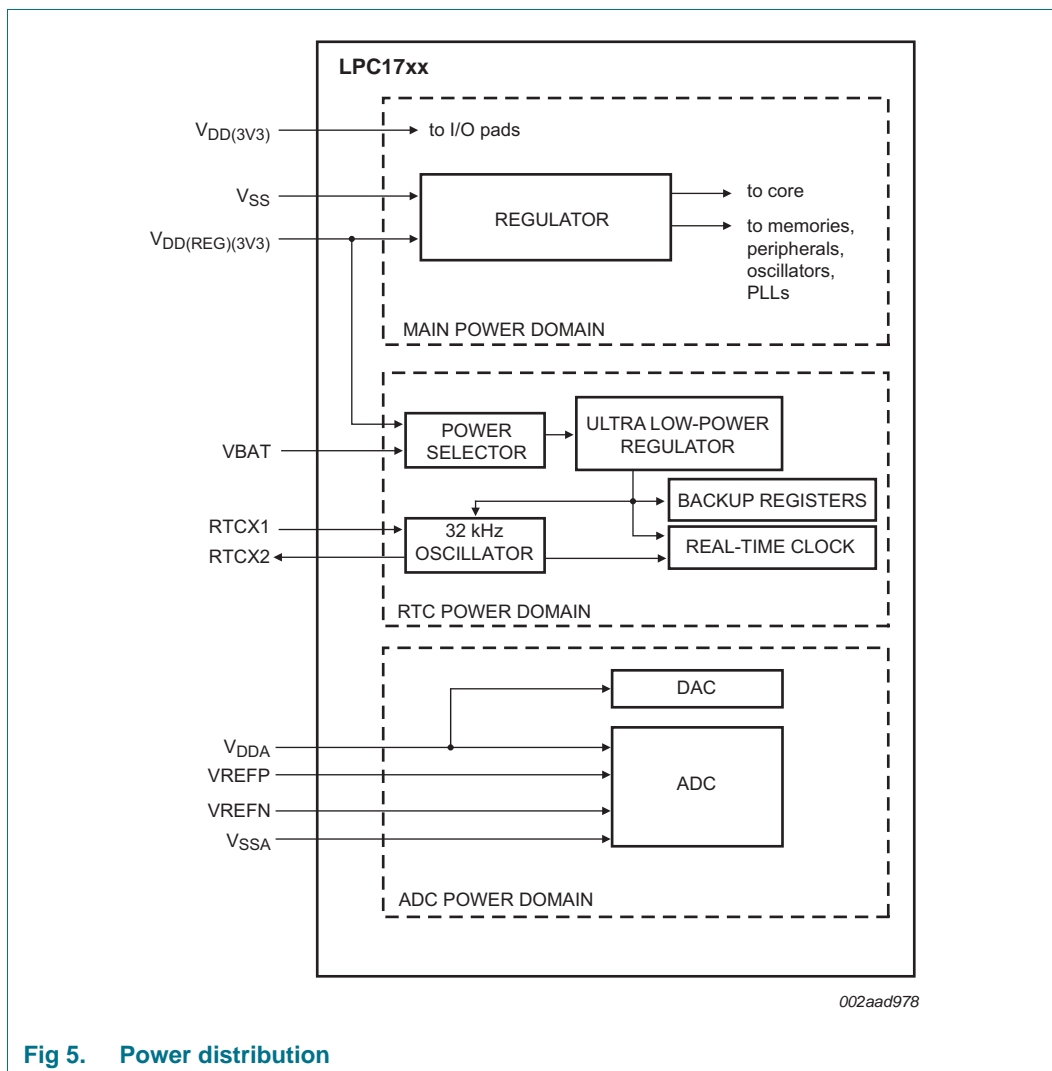 LPC17xx
VDD(3V3)
to I/O pads
VSS
REGULATOR
to core
VDD(REG)(3V3)
to memories,
peripherals,
oscillators,
PLLs
MAIN POWER DOMAIN
POWER
SELECTOR
ULTRA LOW-POWER
REGULATOR
VBAT
BACKUP REGISTERS
RTCX1
32 kHz
OSCILLATOR
REAL-TIME CLOCK
RTCX2
RTC POWER DOMAIN
DAC
VDDA
VREFP
ADC
VREFN
VSSA
ADC POWER DOMAIN
002aad978
Fig 5. Power distribution